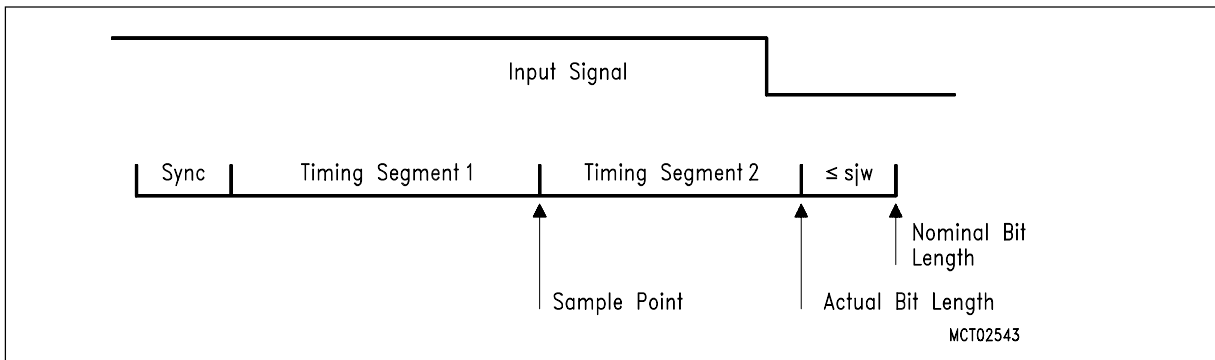 Input Signal
Sync
Timing Segment 1
Timing Segment 2
≤ sjw
Nominal Bit
Length
Sample Point
Actual Bit Length
MCT02543